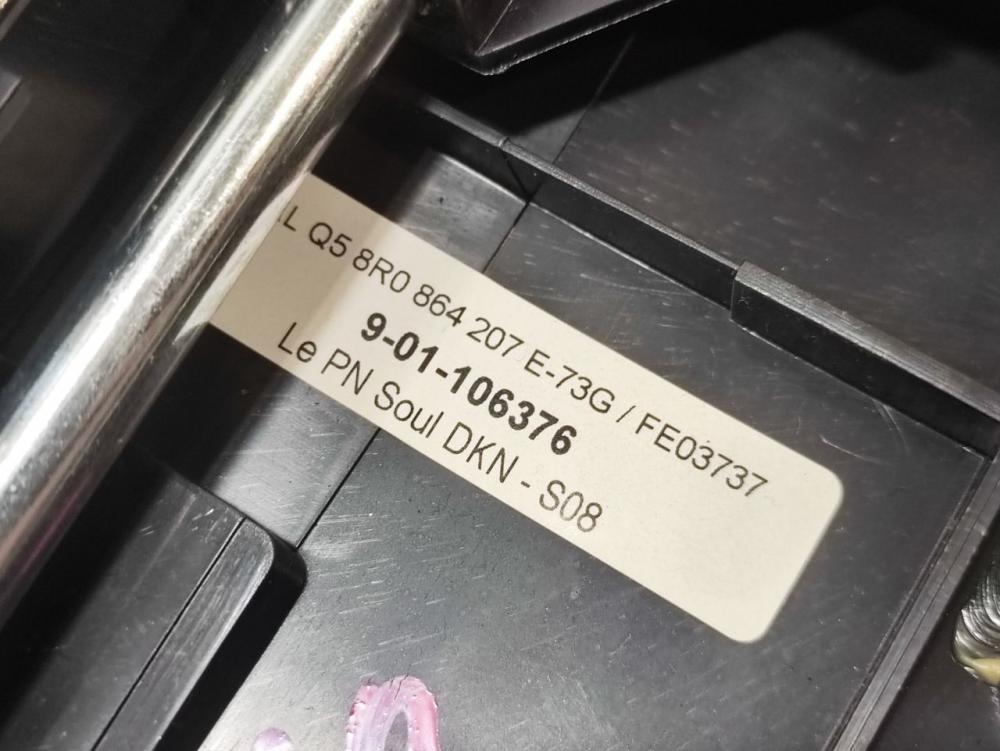 L Q5 8R0 864 207 E-73G / FE03737
9-01-106376
Le PN Soul DKN - S08